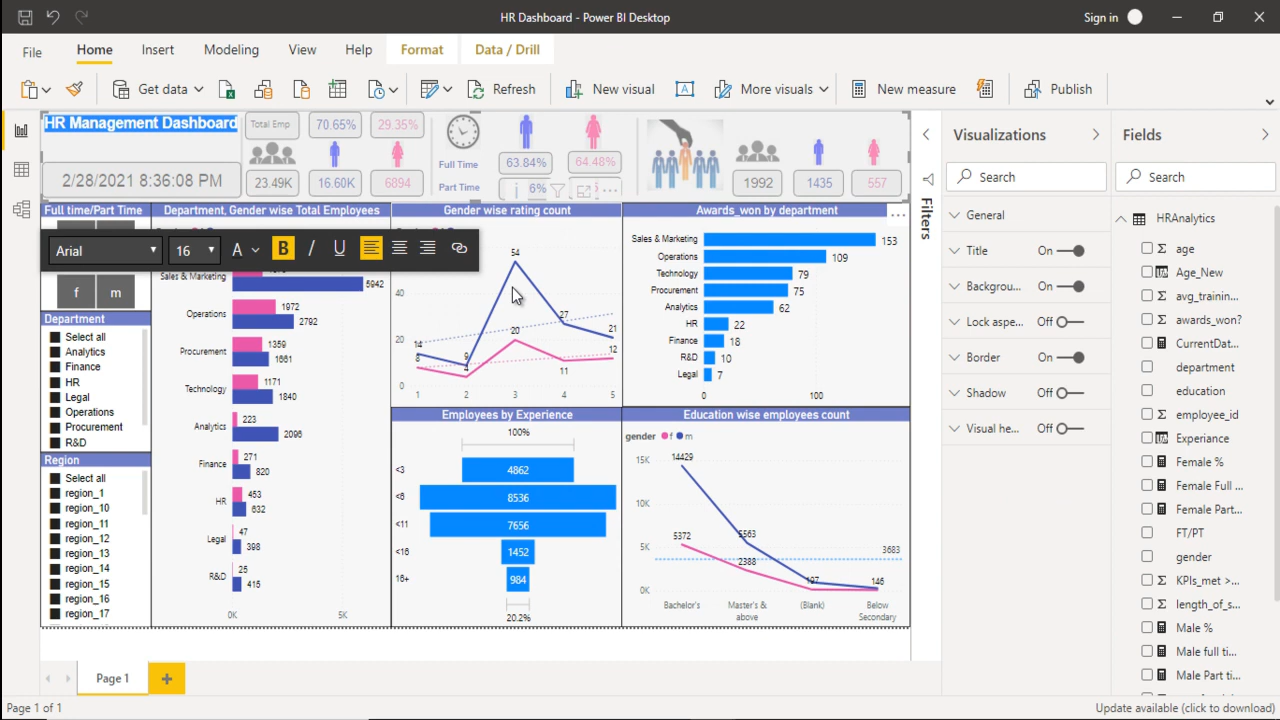 HR Dashboard - Power BI Desktop
Sign in
File Home Insert Modeling View Help Format Data / Drill
Get data
Refresh
New visual
More visuals
New measure
Publish
HR Management Dashboard
2/28/2021 8:36:08 PM
Total Emp 70.65% 29.35%
23.49K 16.60K 6894
Full Time 63.84% 64.48%
Part Time 6%
1992 1435 557
Full time/Part Time
Arial 16 A B I U
f m
Department
Select all
Analytics
Finance
HR
Legal
Operations
Procurement
R&D
Region
Select all
region_1
region_10
region_11
region_12
region_13
region_14
region_15
region_16
region_17
Department, Gender wise Total Employees
Sales & Marketing 5942
Operations 1972 2792
Procurement 1359 1661
Technology 1171 1840
Analytics 223 2096
Finance 271 820
HR 453 632
Legal 47 398
R&D 25 415
0K 5K
Gender wise rating count
54
40
27
20 20 21
14 12
8 9 4 11
0
1 2 3 4 5
Awards_won by department
Sales & Marketing 153
Operations 109
Technology 79
Procurement 75
Analytics 62
HR 22
Finance 18
R&D 10
Legal 7
0 100
Employees by Experience
100%
<3 4862
<6 8536
<11 7656
<16 1452
16+ 984
20.2%
Education wise employees count
gender f m
15K 14429
10K
5K 5372 5563 3683
2388
0K 197 146
Bachelor's Master's & above (Blank) Below Secondary
Filters
Visualizations
Search
General
Title On
Backgrou... On
Lock aspe... Off
Border On
Shadow Off
Visual he... Off
Fields
Search
HRAnalytics
age
Age_New
avg_trainin...
awards_won?
CurrentDat...
department
education
employee_id
Experiance
Female %
Female Full ...
Female Part...
FT/PT
gender
KPIs_met >...
length_of_s...
Male %
Male full ti...
Male Part ti...
Page 1
Page 1 of 1
Update available (click to download)